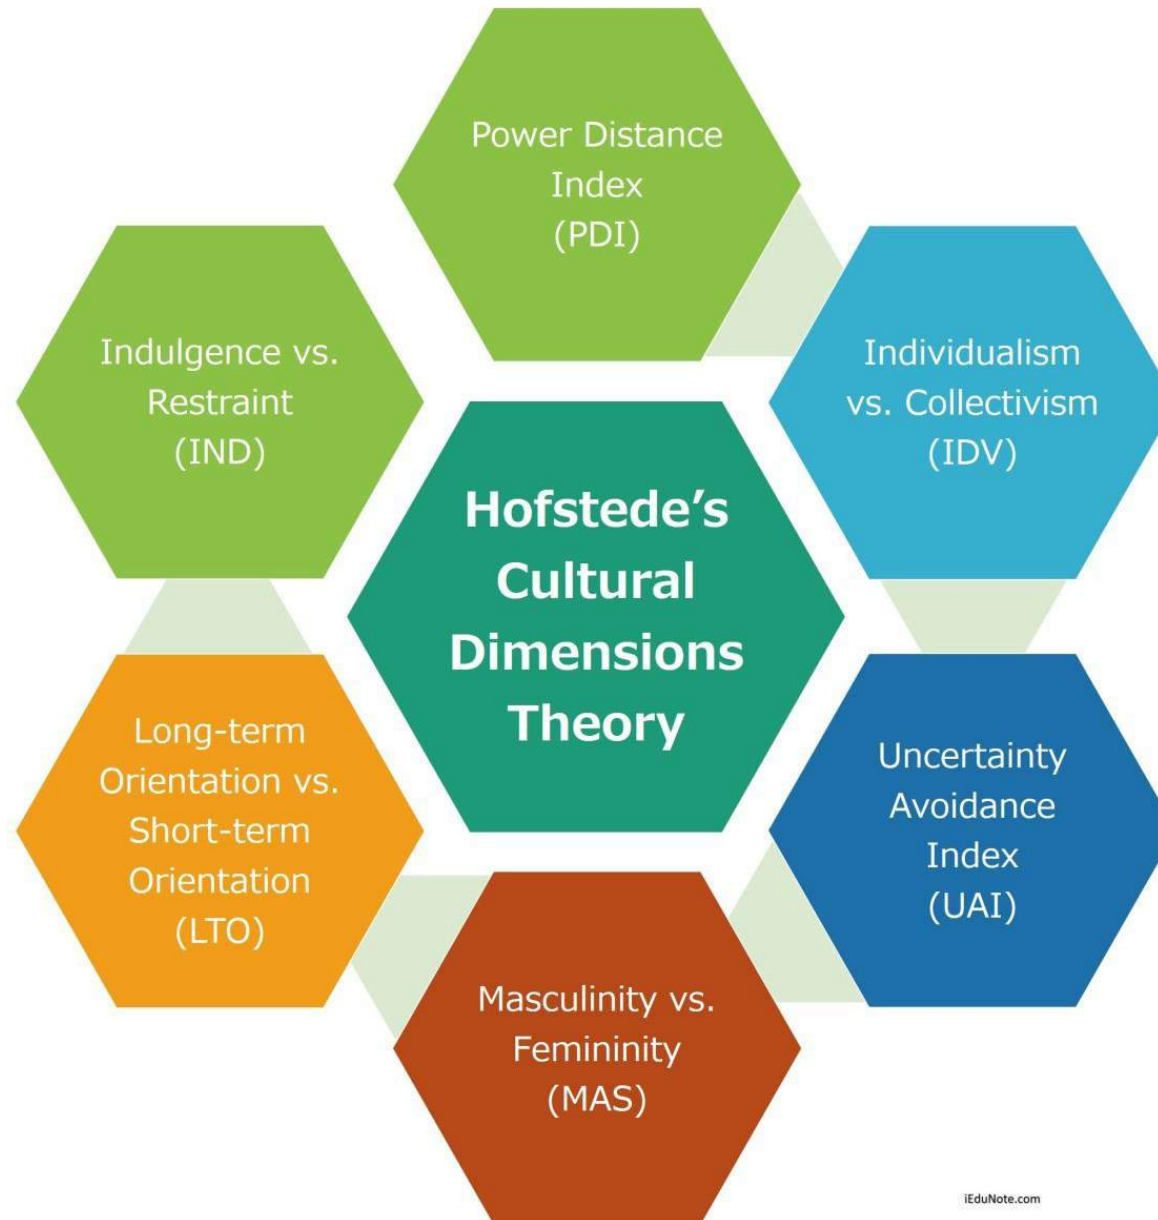 Power Distance
Index
(PDI)
Individualism
vs. Collectivism
(IDV)
Uncertainty
Avoidance
Index
(UAI)
Masculinity vs.
Femininity
(MAS)
Long-term
Orientation vs.
Short-term
Orientation
(LTO)
Indulgence vs.
Restraint
(IND)
Hofstede’s
Cultural
Dimensions
Theory
iEduNote.com